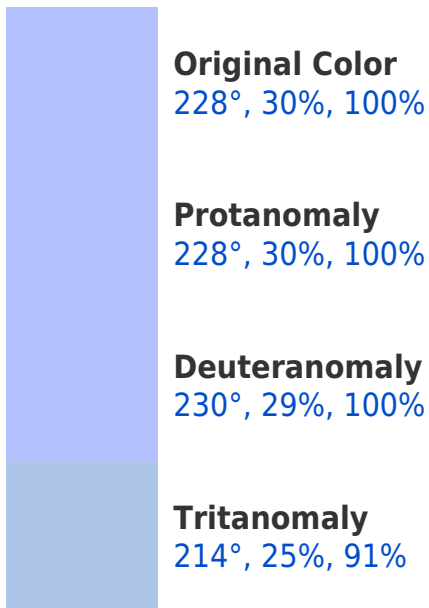 Original Color
228°, 30%, 100%
Protanomaly
228°, 30%, 100%
Deuteranomaly
230°, 29%, 100%
Tritanomaly
214°, 25%, 91%